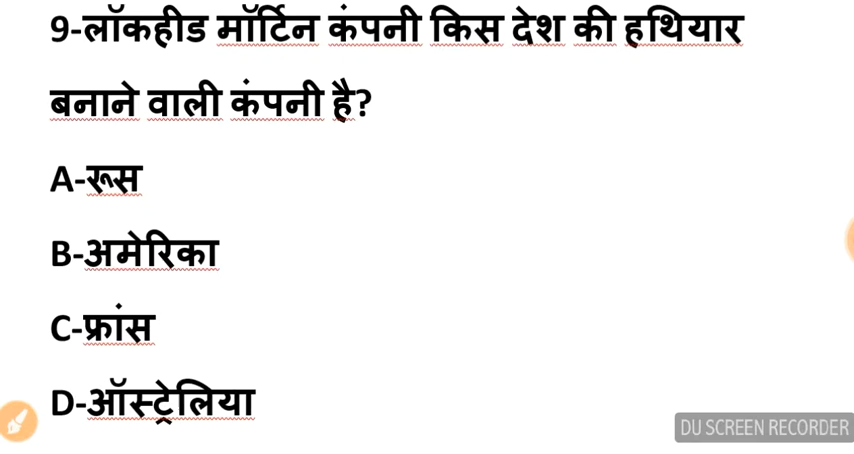 9-लॉकहीड मॉर्टिन कंपनी किस देश की हथियार
बनाने वाली कंपनी है?
A-रूस
B-अमेरिका
C-फ्रांस
D-ऑस्ट्रेलिया
DU SCREEN RECORDER